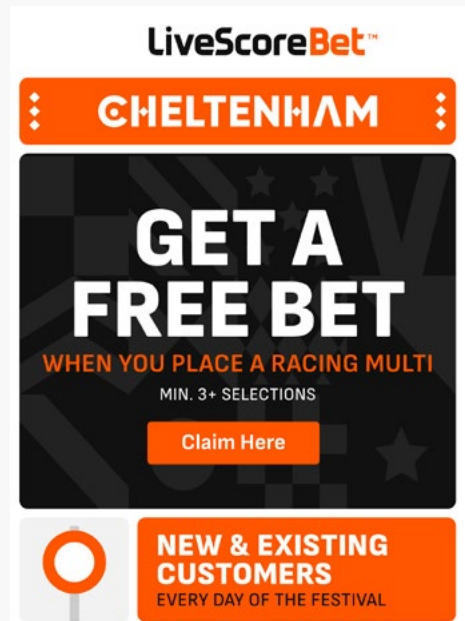 LiveScoreBet™
CHELTENHAM
GET A
FREE BET
WHEN YOU PLACE A RACING MULTI
MIN. 3+ SELECTIONS
Claim Here
NEW & EXISTING
CUSTOMERS
EVERY DAY OF THE FESTIVAL